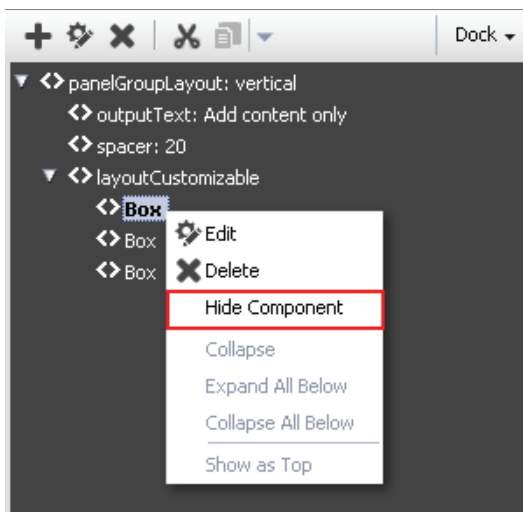 Dock
panelGroupLayout: vertical
outputText: Add content only
spacer: 20
layoutCustomizable
Box
Box
Box
Edit
Delete
Hide Component
Collapse
Expand All Below
Collapse All Below
Show as Top